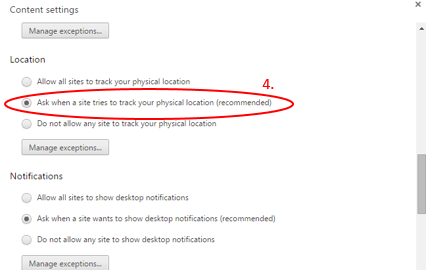 Content settings
Manage exceptions...
Location
4.
Allow all sites to track your physical location
Ask when a site tries to track your physical location (recommended)
Do not allow any site to track your physical location
Manage exceptions...
Notifications
Allow all sites to show desktop notifications
Ask when a site wants to show desktop notifications (recommended)
Do not allow any site to show desktop notifications
Manage exceptions...